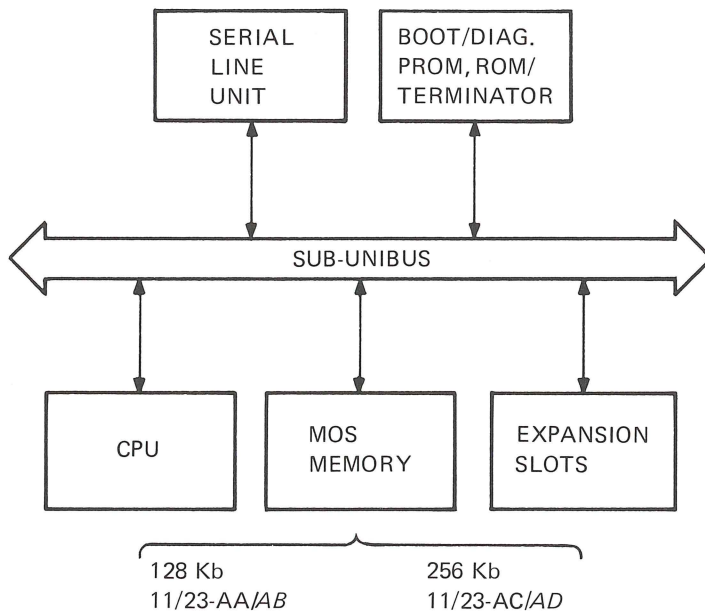 SERIAL
LINE
UNIT
BOOT/DIAG.
PROM, ROM/
TERMINATOR
SUB-UNIBUS
CPU
MOS
MEMORY
EXPANSION
SLOTS
128 Kb
11/23-AA/AB
256 Kb
11/23-AC/AD